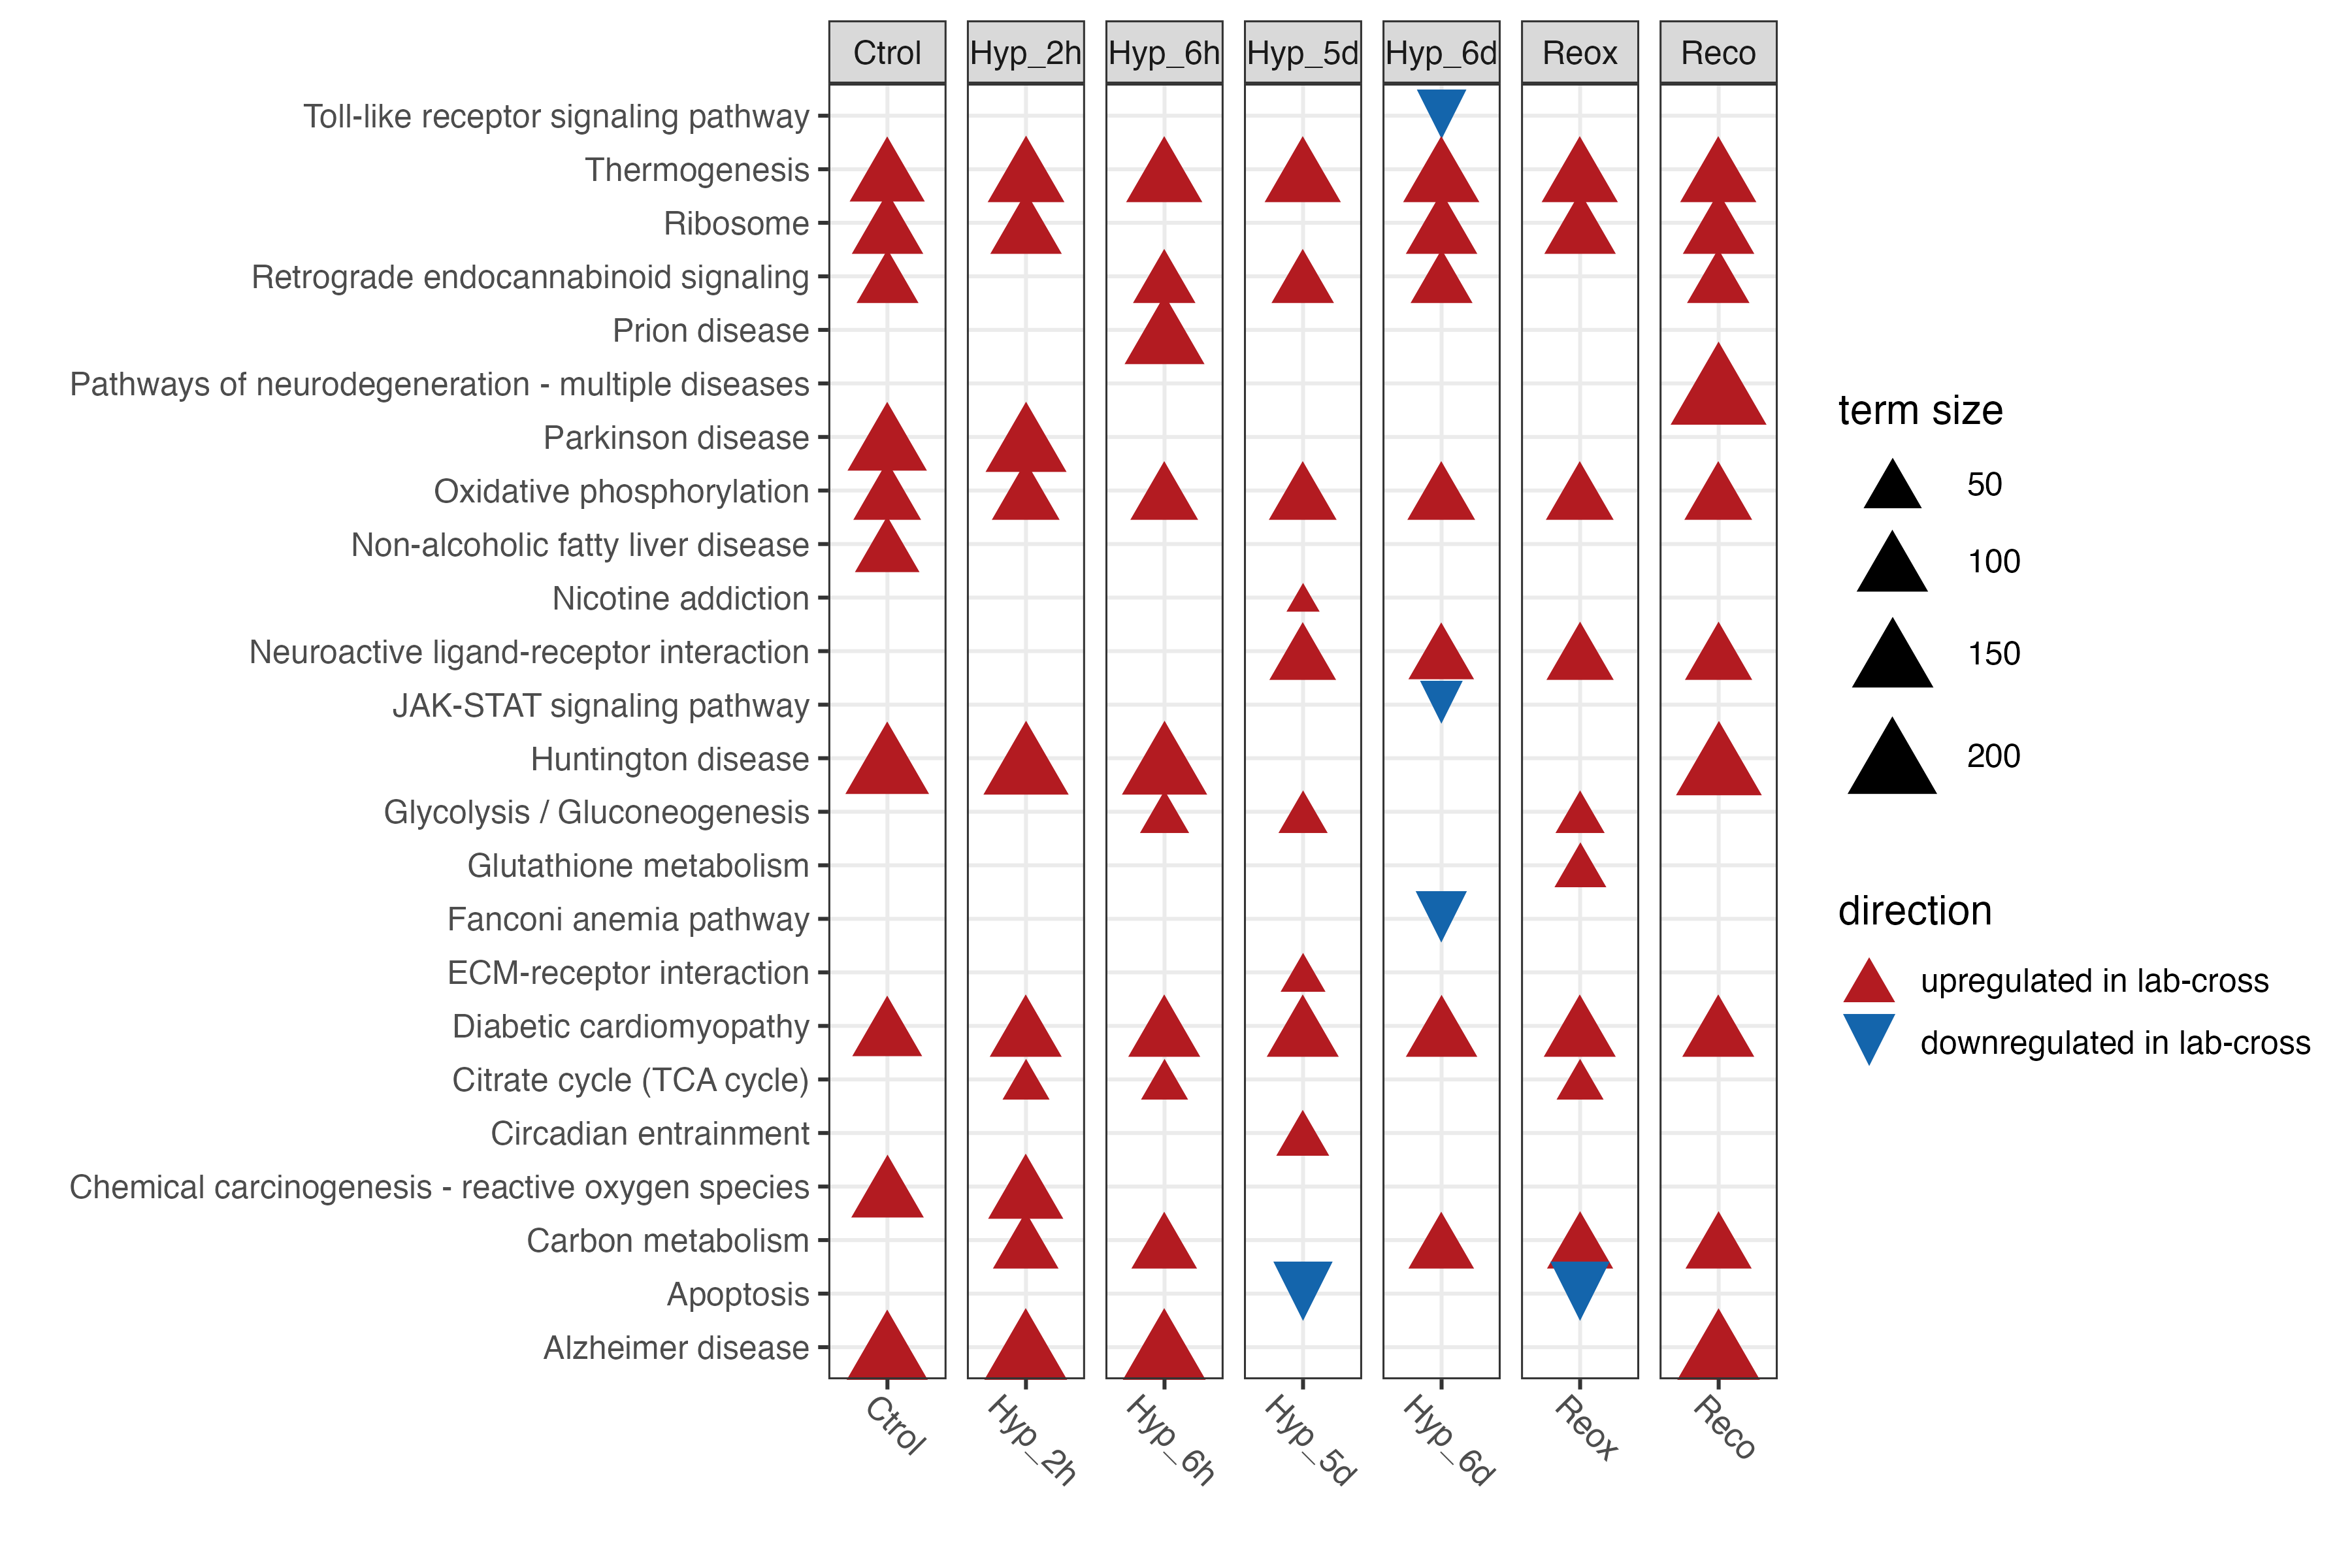 Ctrol Hyp_2h Hyp_6h Hyp_5d Hyp_6d Reox Reco
Toll-like receptor signaling pathway
Thermogenesis
Ribosome
Retrograde endocannabinoid signaling
Prion disease
Pathways of neurodegeneration - multiple diseases
Parkinson disease
Oxidative phosphorylation
Non-alcoholic fatty liver disease
Nicotine addiction
Neuroactive ligand-receptor interaction
JAK-STAT signaling pathway
Huntington disease
Glycolysis / Gluconeogenesis
Glutathione metabolism
Fanconi anemia pathway
ECM-receptor interaction
Diabetic cardiomyopathy
Citrate cycle (TCA cycle)
Circadian entrainment
Chemical carcinogenesis - reactive oxygen species
Carbon metabolism
Apoptosis
Alzheimer disease
Ctrol Hyp_2h Hyp_6h Hyp_5d Hyp_6d Reox Reco
term size
50
100
150
200
direction
upregulated in lab-cross
downregulated in lab-cross